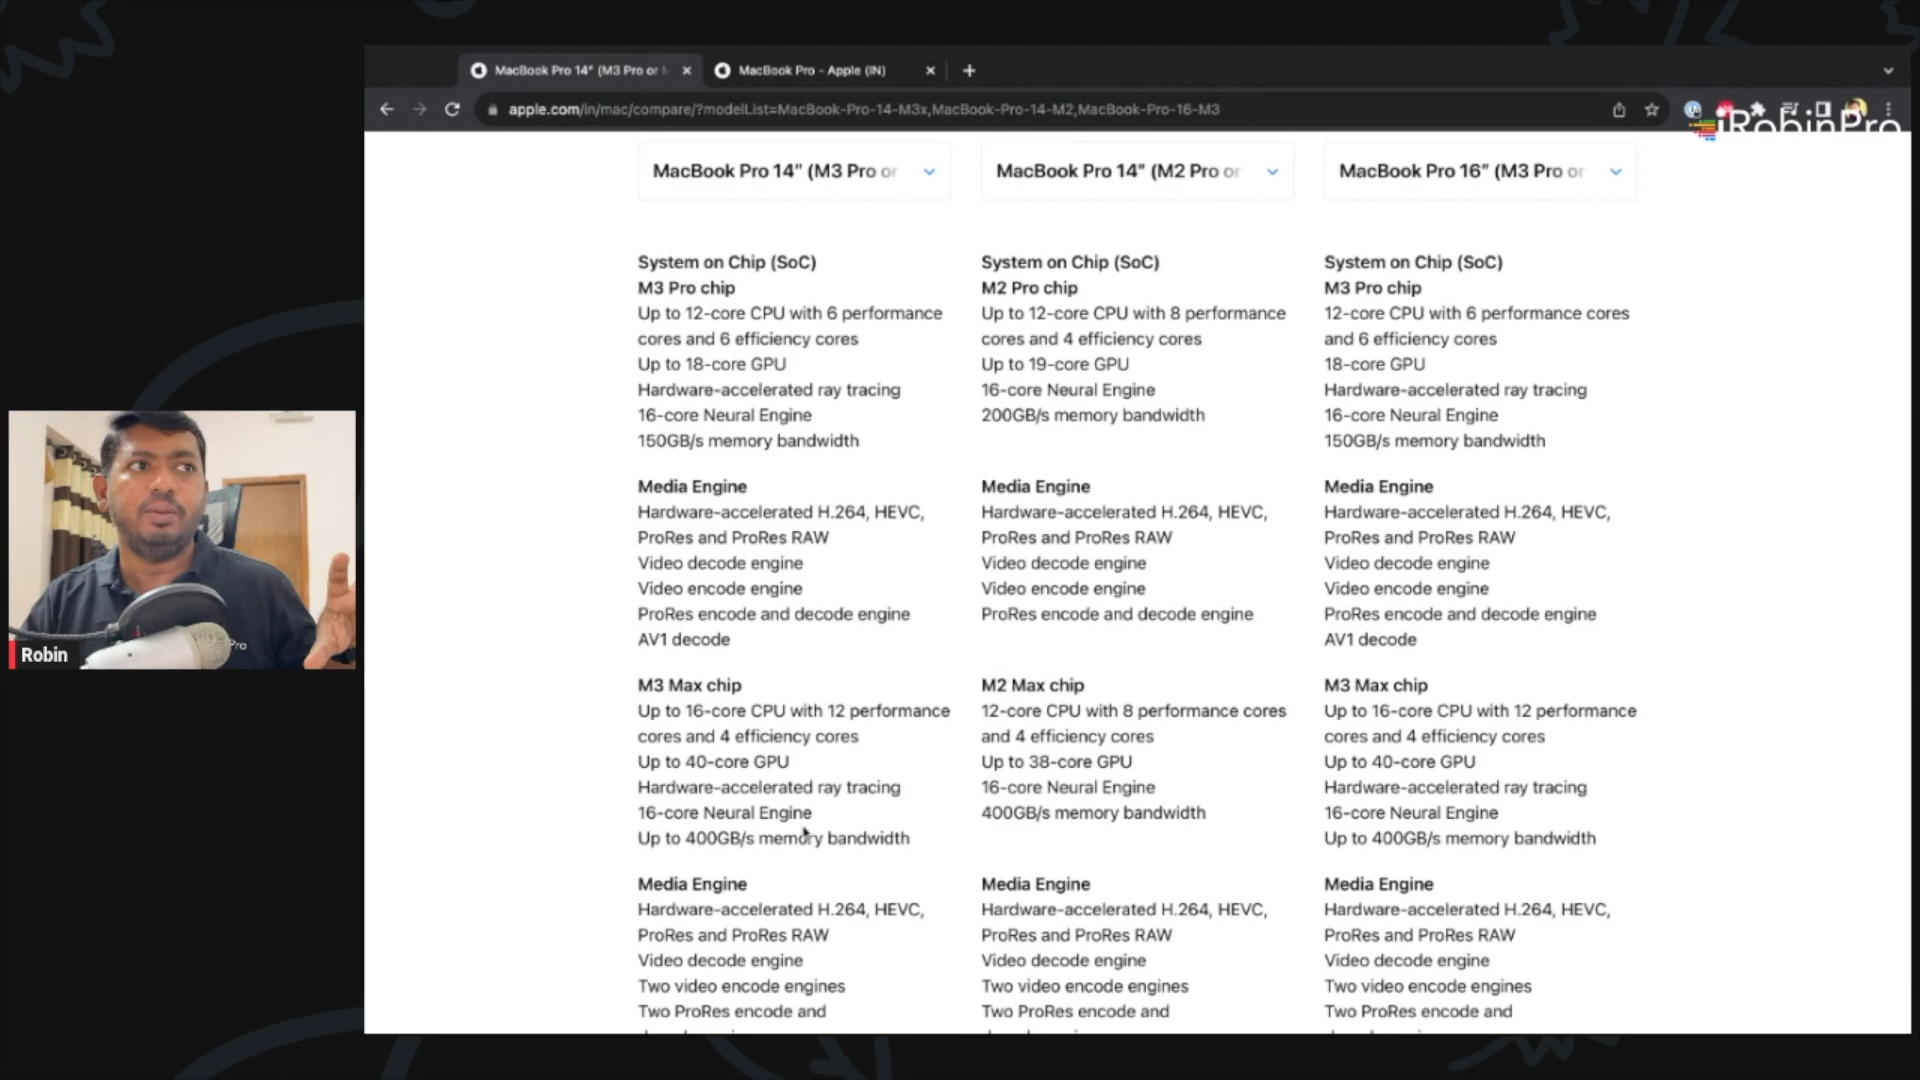 MacBook Pro 14" (M3 Pro or
MacBook Pro - Apple (IN)
apple.com/in/mac/compare/?modelList=MacBook-Pro-14-M3x,MacBook-Pro-14-M2,MacBook-Pro-16-M3
iRobinPro
MacBook Pro 14" (M3 Pro or
MacBook Pro 14" (M2 Pro or
MacBook Pro 16" (M3 Pro or
System on Chip (SoC)
M3 Pro chip
Up to 12-core CPU with 6 performance
cores and 6 efficiency cores
Up to 18-core GPU
Hardware-accelerated ray tracing
16-core Neural Engine
150GB/s memory bandwidth
Media Engine
Hardware-accelerated H.264, HEVC,
ProRes and ProRes RAW
Video decode engine
Video encode engine
ProRes encode and decode engine
AV1 decode
M3 Max chip
Up to 16-core CPU with 12 performance
cores and 4 efficiency cores
Up to 40-core GPU
Hardware-accelerated ray tracing
16-core Neural Engine
Up to 400GB/s memory bandwidth
Media Engine
Hardware-accelerated H.264, HEVC,
ProRes and ProRes RAW
Video decode engine
Two video encode engines
Two ProRes encode and
System on Chip (SoC)
M2 Pro chip
Up to 12-core CPU with 8 performance
cores and 4 efficiency cores
Up to 19-core GPU
16-core Neural Engine
200GB/s memory bandwidth
Media Engine
Hardware-accelerated H.264, HEVC,
ProRes and ProRes RAW
Video decode engine
Video encode engine
ProRes encode and decode engine
M2 Max chip
12-core CPU with 8 performance cores
and 4 efficiency cores
Up to 38-core GPU
16-core Neural Engine
400GB/s memory bandwidth
Media Engine
Hardware-accelerated H.264, HEVC,
ProRes and ProRes RAW
Video decode engine
Two video encode engines
Two ProRes encode and
System on Chip (SoC)
M3 Pro chip
12-core CPU with 6 performance cores
and 6 efficiency cores
18-core GPU
Hardware-accelerated ray tracing
16-core Neural Engine
150GB/s memory bandwidth
Media Engine
Hardware-accelerated H.264, HEVC,
ProRes and ProRes RAW
Video decode engine
Video encode engine
ProRes encode and decode engine
AV1 decode
M3 Max chip
Up to 16-core CPU with 12 performance
cores and 4 efficiency cores
Up to 40-core GPU
Hardware-accelerated ray tracing
16-core Neural Engine
Up to 400GB/s memory bandwidth
Media Engine
Hardware-accelerated H.264, HEVC,
ProRes and ProRes RAW
Video decode engine
Two video encode engines
Two ProRes encode and
Pro
Robin